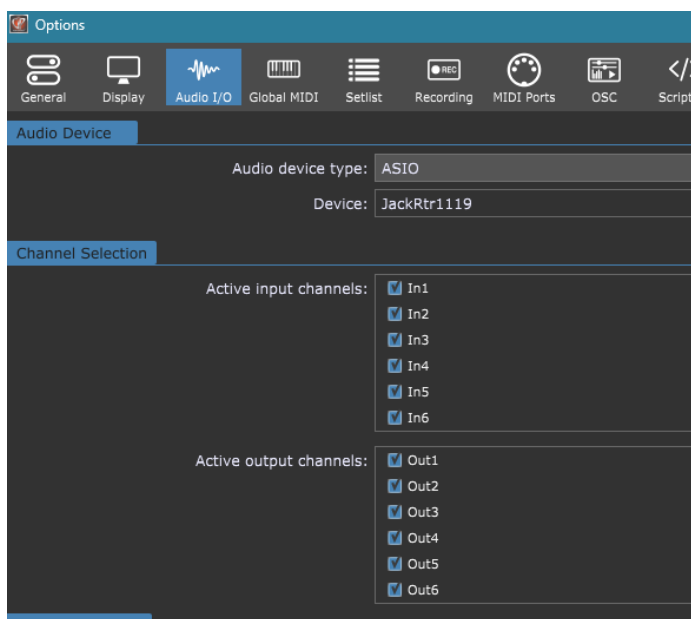 Options
General Display Audio I/O Global MIDI Setlist Recording MIDI Ports OSC Script
REC
Audio Device
Audio device type: ASIO
Device: JackRtr1119
Channel Selection
Active input channels: In1
In2
In3
In4
In5
In6
Active output channels: Out1
Out2
Out3
Out4
Out5
Out6